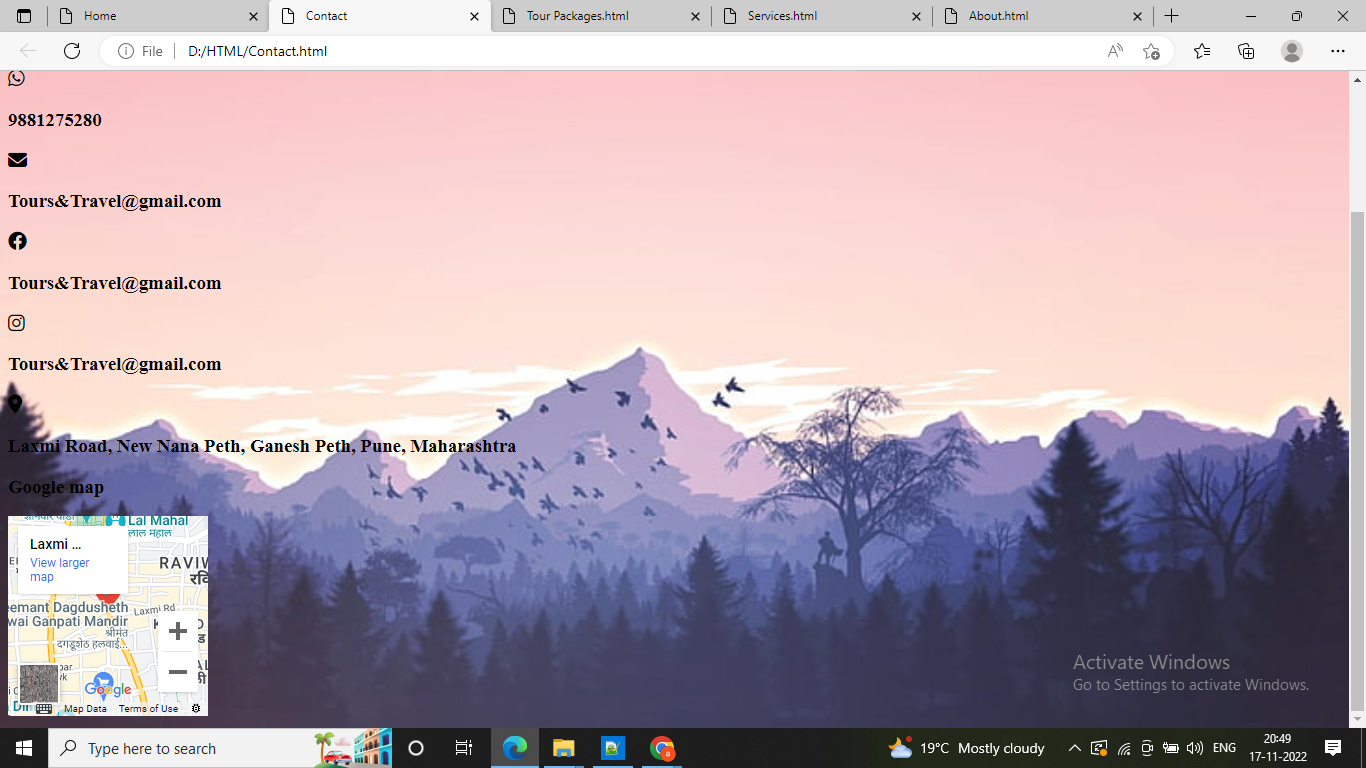 Home
Contact
Tour Packages.html
Services.html
About.html
File
D:/HTML/Contact.html
9881275280
Tours&Travel@gmail.com
Tours&Travel@gmail.com
Tours&Travel@gmail.com
Laxmi Road, New Nana Peth, Ganesh Peth, Pune, Maharashtra
Google map
Lal Mahal
लाल महाल
Laxmi ...
View larger
map
RAVIW
रवि
eemant Dagdusheth
Laxmi Rd
wai Ganpati Mandir
श्रीमंत
दगडूशेठ हलवाई...
Google
Map Data
Terms of Use
Activate Windows
Go to Settings to activate Windows.
Type here to search
19°C Mostly cloudy
ENG
20:49
17-11-2022